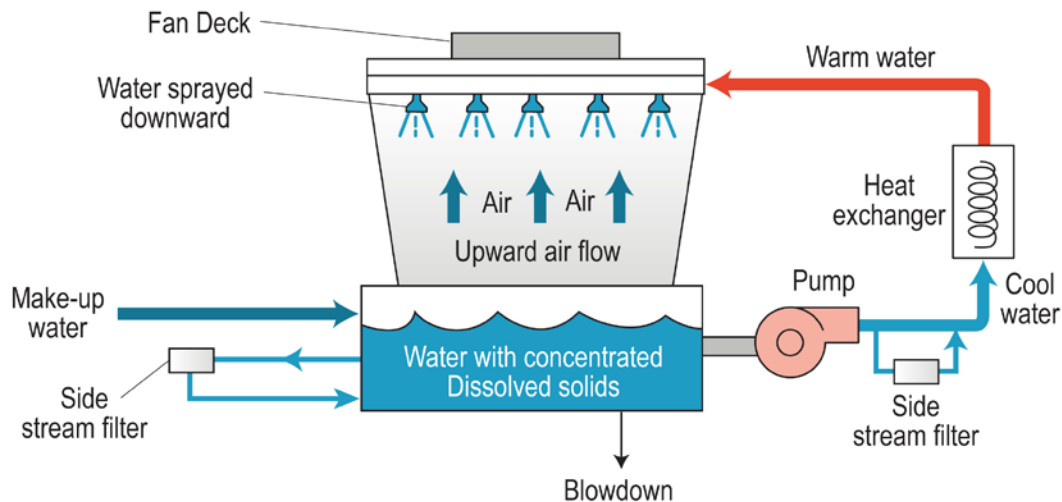 Fan Deck
Water sprayed
downward
Warm water
Heat
exchanger
Air Air
Upward air flow
Make-up
water
Pump
Cool
water
Water with concentrated
Dissolved solids
Side
stream filter
Side
stream filter
Blowdown